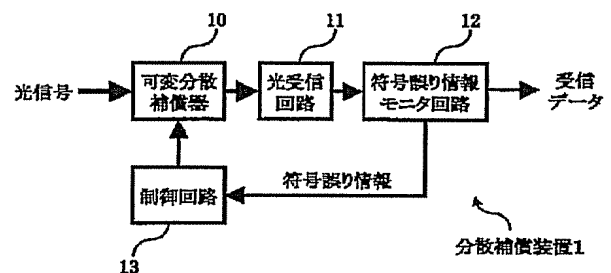 10
11
12
光信号
可変分散
補償器
光受信
回路
符号誤り情報
モニタ回路
受信
データ
制御回路
符号誤り情報
13
分散補償装置1